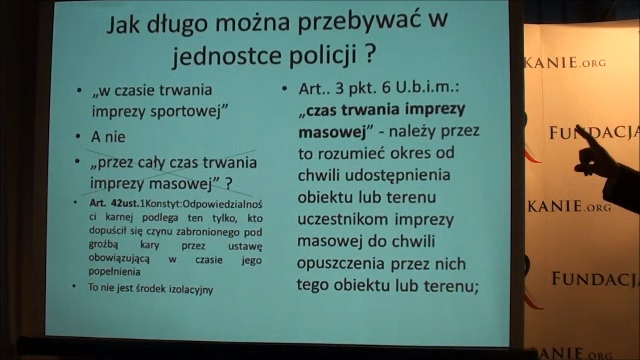 Jak długo można przebywać w
jednostce policji ?
• „w czasie trwania
imprezy sportowej”
• A nie
• „przez cały czas trwania
imprezy masowej” ?
• Art. 42ust.1Konstyt:Odpowiedzialnoś
ci karnej podlega ten tylko, kto
dopuścił się czynu zabronionego pod
groźbą kary przez ustawę
obowiązującą w czasie jego
popełnienia
• To nie jest środek izolacyjny
• Art.. 3 pkt. 6 U.b.i.m.:
„czas trwania imprezy
masowej” - należy przez
to rozumieć okres od
chwili udostępnienia
obiektu lub terenu
uczestnikom imprezy
masowej do chwili
opuszczenia przez nich
tego obiektu lub terenu;
KANIE.ORG
FUNDACJA
KANIE.ORG
FUNDACJA
KANIE.ORG